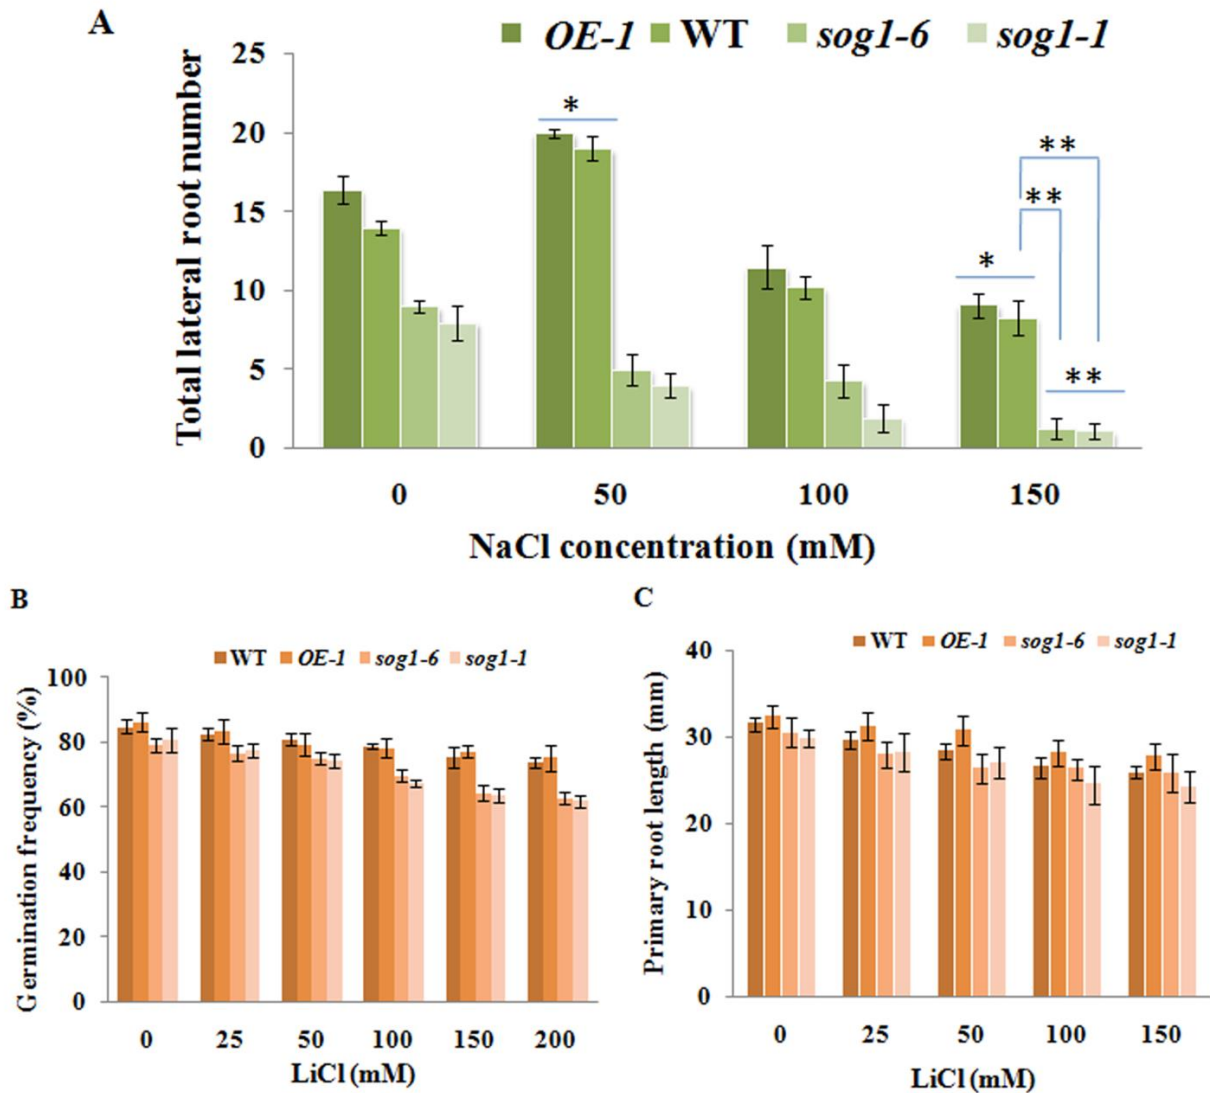 A
OE-1 WT sog1-6 sog1-1
Total lateral root number
25
20
15
10
5
0
*
*
**
**
**
0 50 100 150
NaCl concentration (mM)
B
WT OE-1 sog1-6 sog1-1
Germination frequency (%)
100
80
60
40
20
0
0 25 50 100 150 200
LiCl (mM)
C
WT OE-1 sog1-6 sog1-1
Primary root length (mm)
40
30
20
10
0
0 25 50 100 150
LiCl (mM)